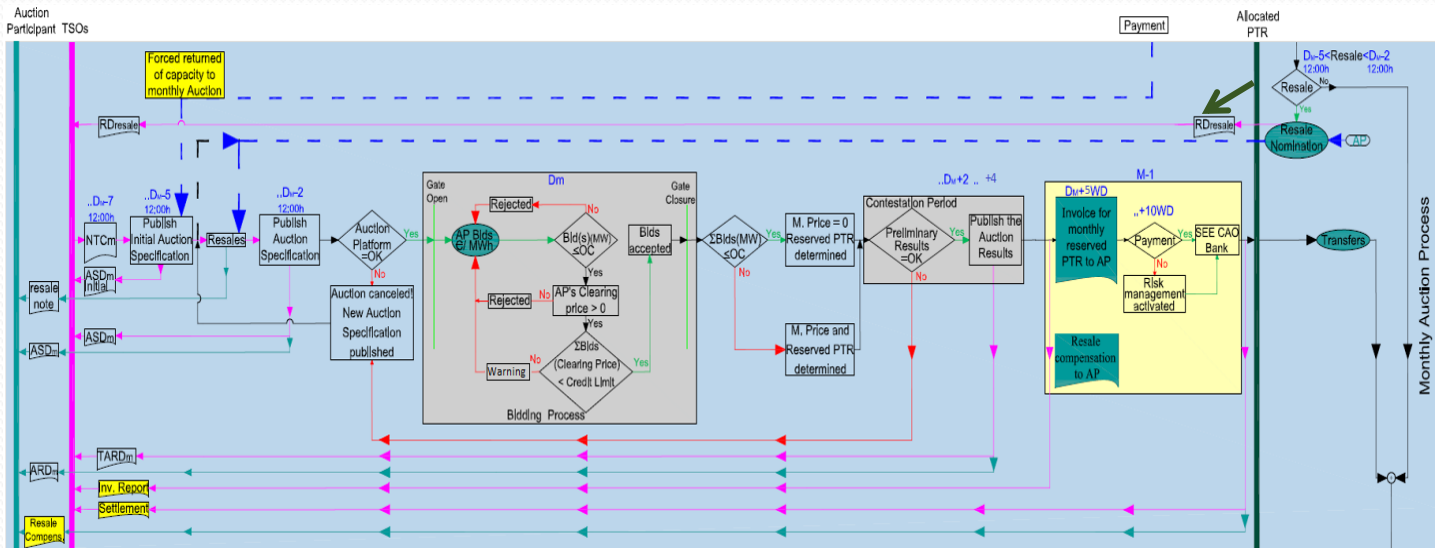 Auction
Participant
TSOs
Payment
Allocated
PTR
Forced returned
of capacity to
monthly Auction
DM-5<Resale<DM-2
12:00h
12:00h
Resale
No
Yes
RDresale
RDresale
Resale
Nomination
AP
..DM-7
12:00h
..DM-5
12:00h
..DM-2
12:00h
NTCm
Publish
Initial Auction
Specification
Resales
Publish
Auction
Specification
Auction
Platform
=OK
Yes
No
ASDm
initial
resale
note
ASDm
ASDm
Auction canceled!
New Auction
Specification
published
Dm
Gate
Open
Gate
Closure
Rejected
No
AP Bids
€/ MWh
Bid(s)(MW)
≤OC
Yes
Bids
accepted
Rejected
No
AP's Clearing
price > 0
Yes
ΣBids
(Clearing Price)
< Credit Limit
Warning
No
Yes
Bidding Process
ΣBids(MW)
≤OC
Yes
No
M. Price = 0
Reserved PTR
determined
M. Price and
Reserved PTR
determined
..DM+2 .. +4
Contestation Period
Preliminary
Results
=OK
Yes
No
Publish the
Auction
Results
M-1
DM+5WD
Invoice for
monthly
reserved
PTR to AP
..+10WD
Payment
Yes
No
SEE CAO
Bank
Risk
management
activated
Resale
compensation
to AP
Transfers
Monthly Auction Process
TARDm
ARDm
Inv. Report
Settlement
Resale
Compens.